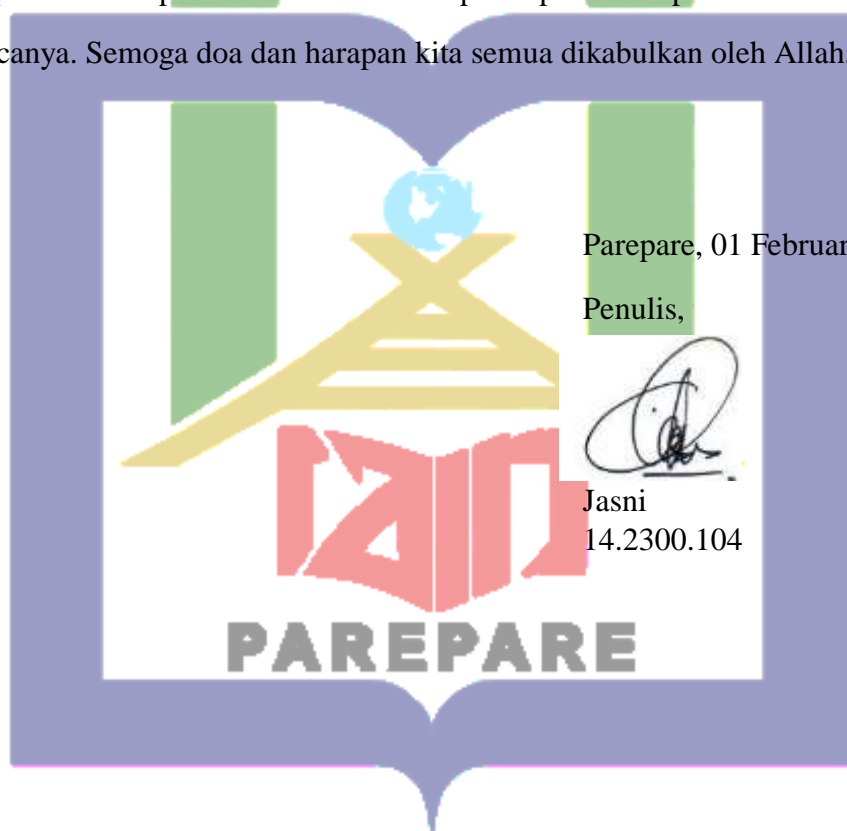 canya. Semoga doa dan harapan kita semua dikabulkan oleh Allah.
Parepare, 01 Februar
Penulis,
Jasni
14.2300.104
iain
PAREPARE